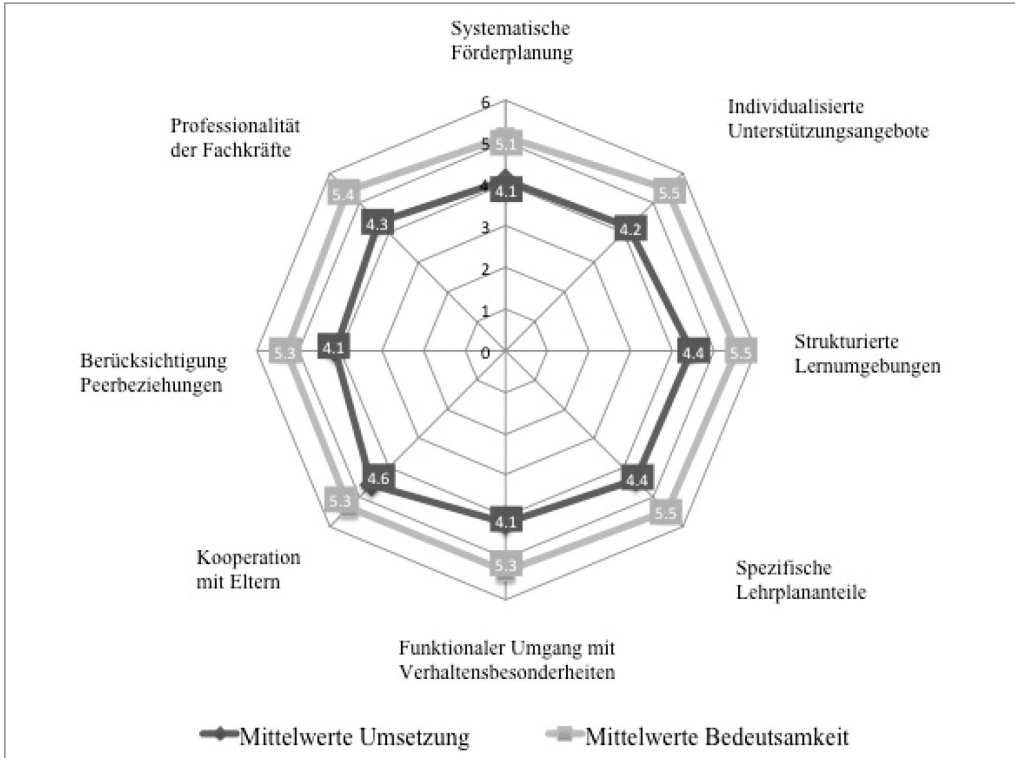 Systematische
Förderplanung
Individualisierte
Unterstützungsangebote
Professionalität
der Fachkräfte
6
5
4
3
2
1
0
5.1
4.1
5.5
4.2
5.4
4.3
Strukturierte
Lernumgebungen
5.5
4.4
Berücksichtigung
Peerbeziehungen
5.3
4.1
5.5
4.4
Spezifische
Lehrplananteile
5.3
4.6
Kooperation
mit Eltern
4.1
5.3
Funktionaler Umgang mit
Verhaltensbesonderheiten
Mittelwerte Umsetzung
Mittelwerte Bedeutsamkeit